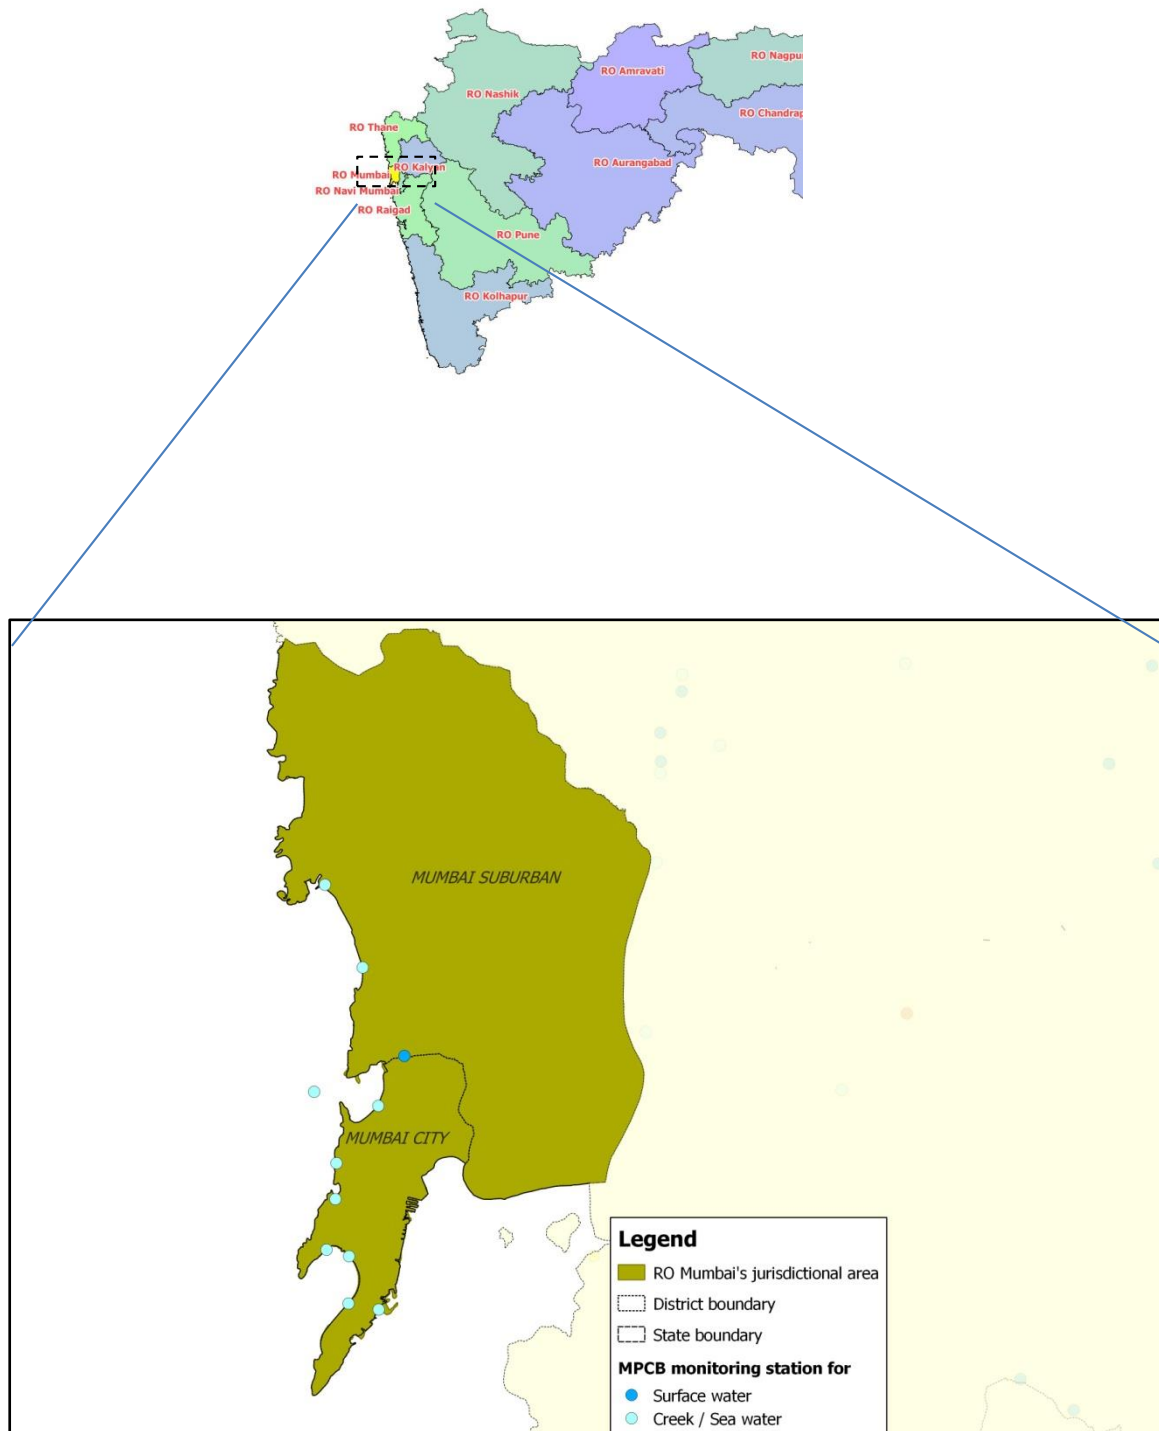 RO Nagpu
RO Amravati
RO Nashik
RO Chandrap
RO Thane
RO Aurangabad
RO Kalyan
RO Mumbai
RO Navi Mumbai
RO Raigad
RO Pune
RO Kolhapur
MUMBAI SUBURBAN
MUMBAI CITY
Legend
RO Mumbai's jurisdictional area
District boundary
State boundary
MPCB monitoring station for
Surface water
Creek / Sea water